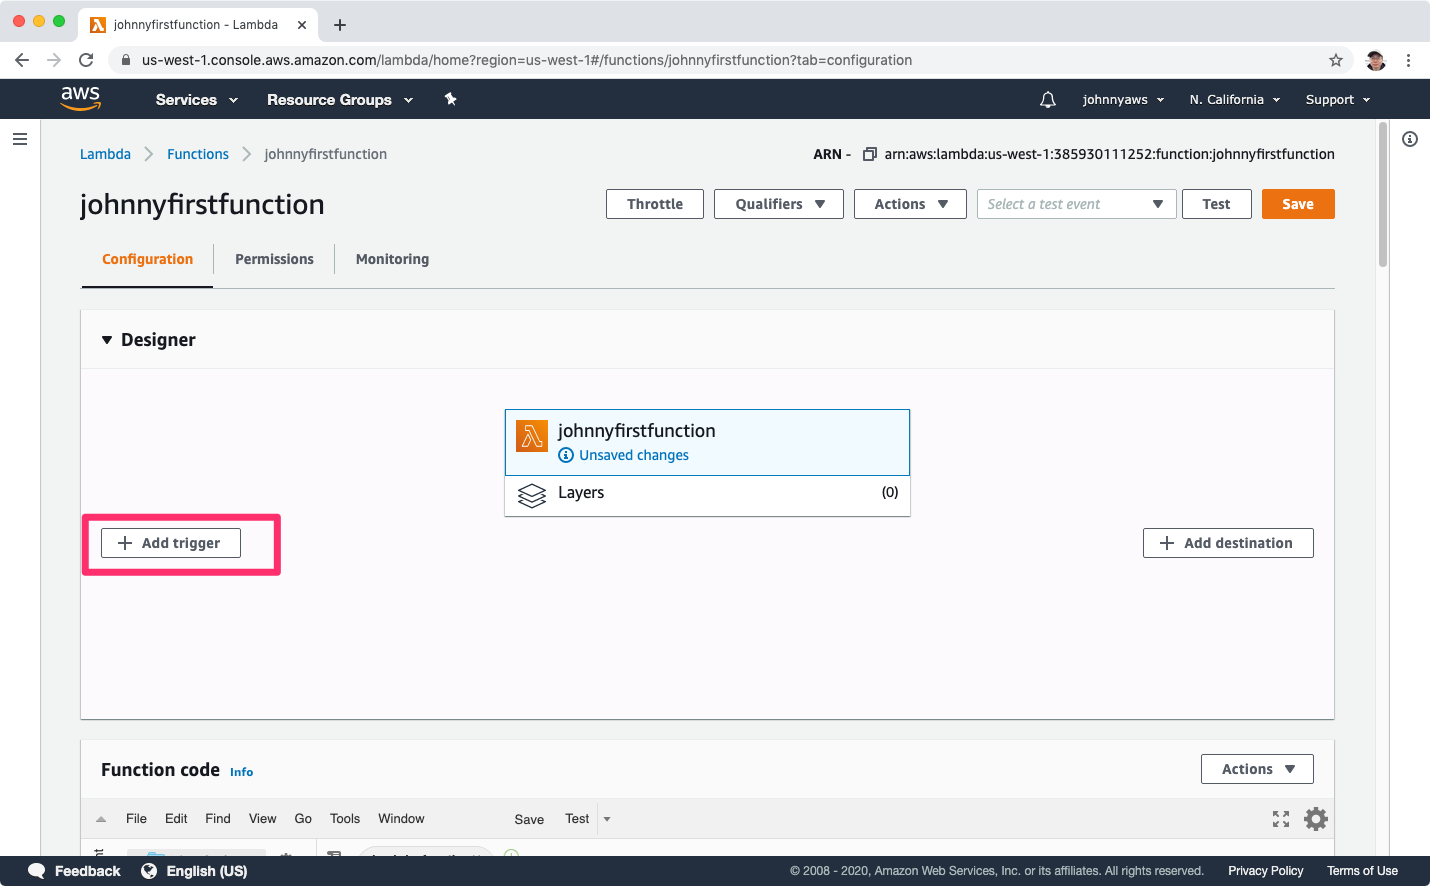 johnnyfirstfunction - Lambda
us-west-1.console.aws.amazon.com/lambda/home?region=us-west-1#/functions/johnnyfirstfunction?tab=configuration
aws Services Resource Groups johnnyaws N. California Support
Lambda Functions johnnyfirstfunction ARN - arn:aws:lambda:us-west-1:385930111252:function:johnnyfirstfunction
johnnyfirstfunction Throttle Qualifiers Actions Select a test event Test Save
Configuration Permissions Monitoring
Designer
johnnyfirstfunction
Unsaved changes
Layers (0)
Add trigger Add destination
Function code Info Actions
File Edit Find View Go Tools Window Save Test
Feedback English (US) © 2008 - 2020, Amazon Web Services, Inc. or its affiliates. All rights reserved. Privacy Policy Terms of Use